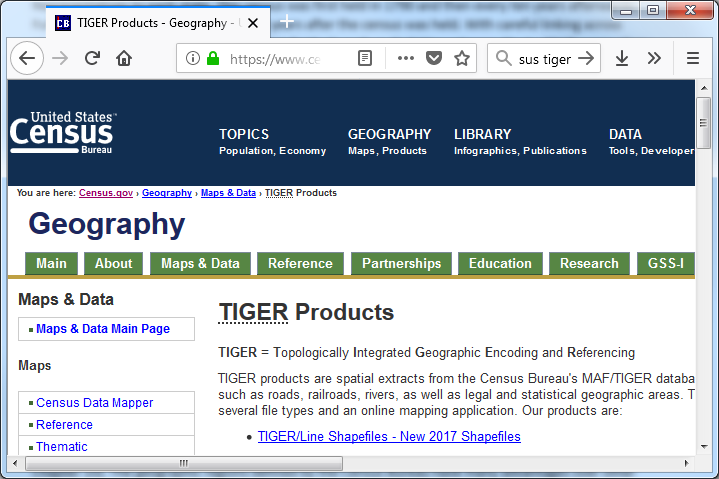 TIGER Products - Geography - U
https://www.ce
sus tiger
United States™
Census
Bureau
TOPICS
Population, Economy
GEOGRAPHY
Maps, Products
LIBRARY
Infographics, Publications
DATA
Tools, Developer
You are here: Census.gov › Geography › Maps & Data › TIGER Products
Geography
Main About Maps & Data Reference Partnerships Education Research GSS-I
Maps & Data
Maps & Data Main Page
Maps
Census Data Mapper
Reference
Thematic
TIGER Products
TIGER = Topologically Integrated Geographic Encoding and Referencing
TIGER products are spatial extracts from the Census Bureau's MAF/TIGER databa
such as roads, railroads, rivers, as well as legal and statistical geographic areas. T
several file types and an online mapping application. Our products are:
• TIGER/Line Shapefiles - New 2017 Shapefiles